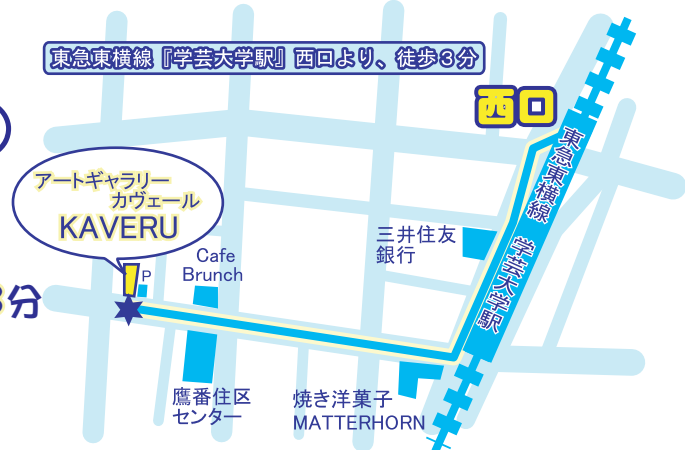 東急東横線『学芸大学駅』西口より、徒歩3分
西口
東急東横線 学芸大学駅
アートギャラリー
カヴェール
KAVERU
三井住友
銀行
Cafe
Brunch
P
分
鷹番住区
センター
焼き洋菓子
MATTERHORN